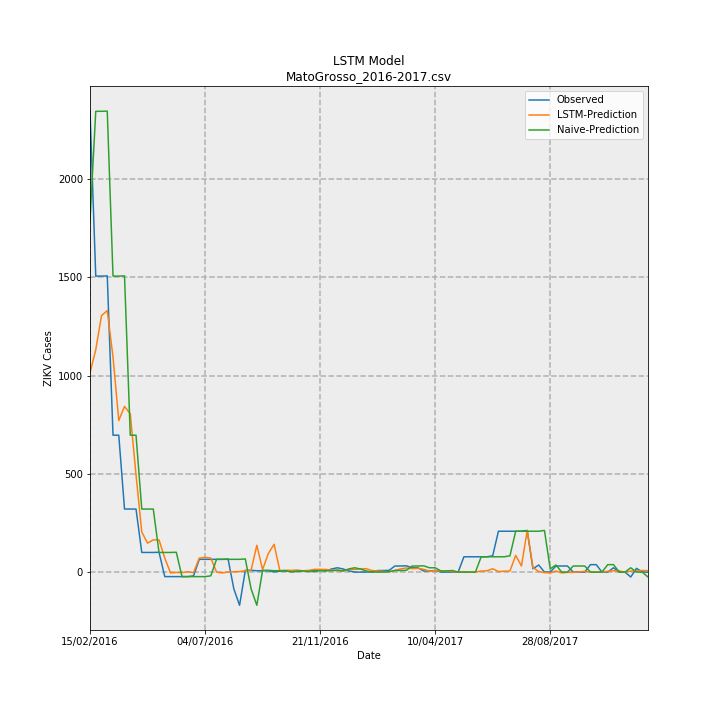 LSTM Model
MatoGrosso_2016-2017.csv
Observed
LSTM-Prediction
Naive-Prediction
ZIKV Cases
2000
1500
1000
500
0
15/02/2016
04/07/2016
21/11/2016
10/04/2017
28/08/2017
Date